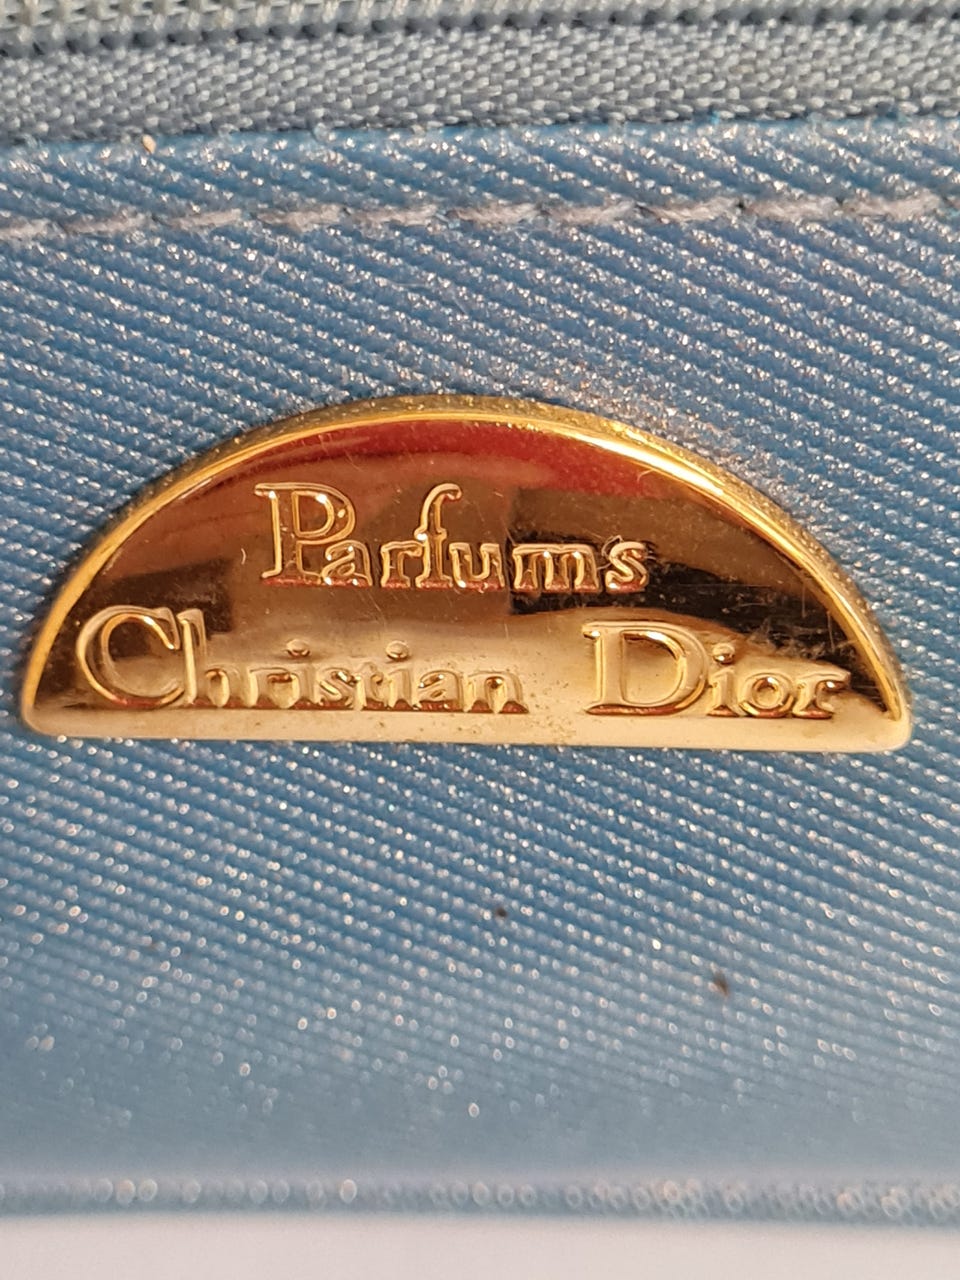 Parfums
Christian Dior